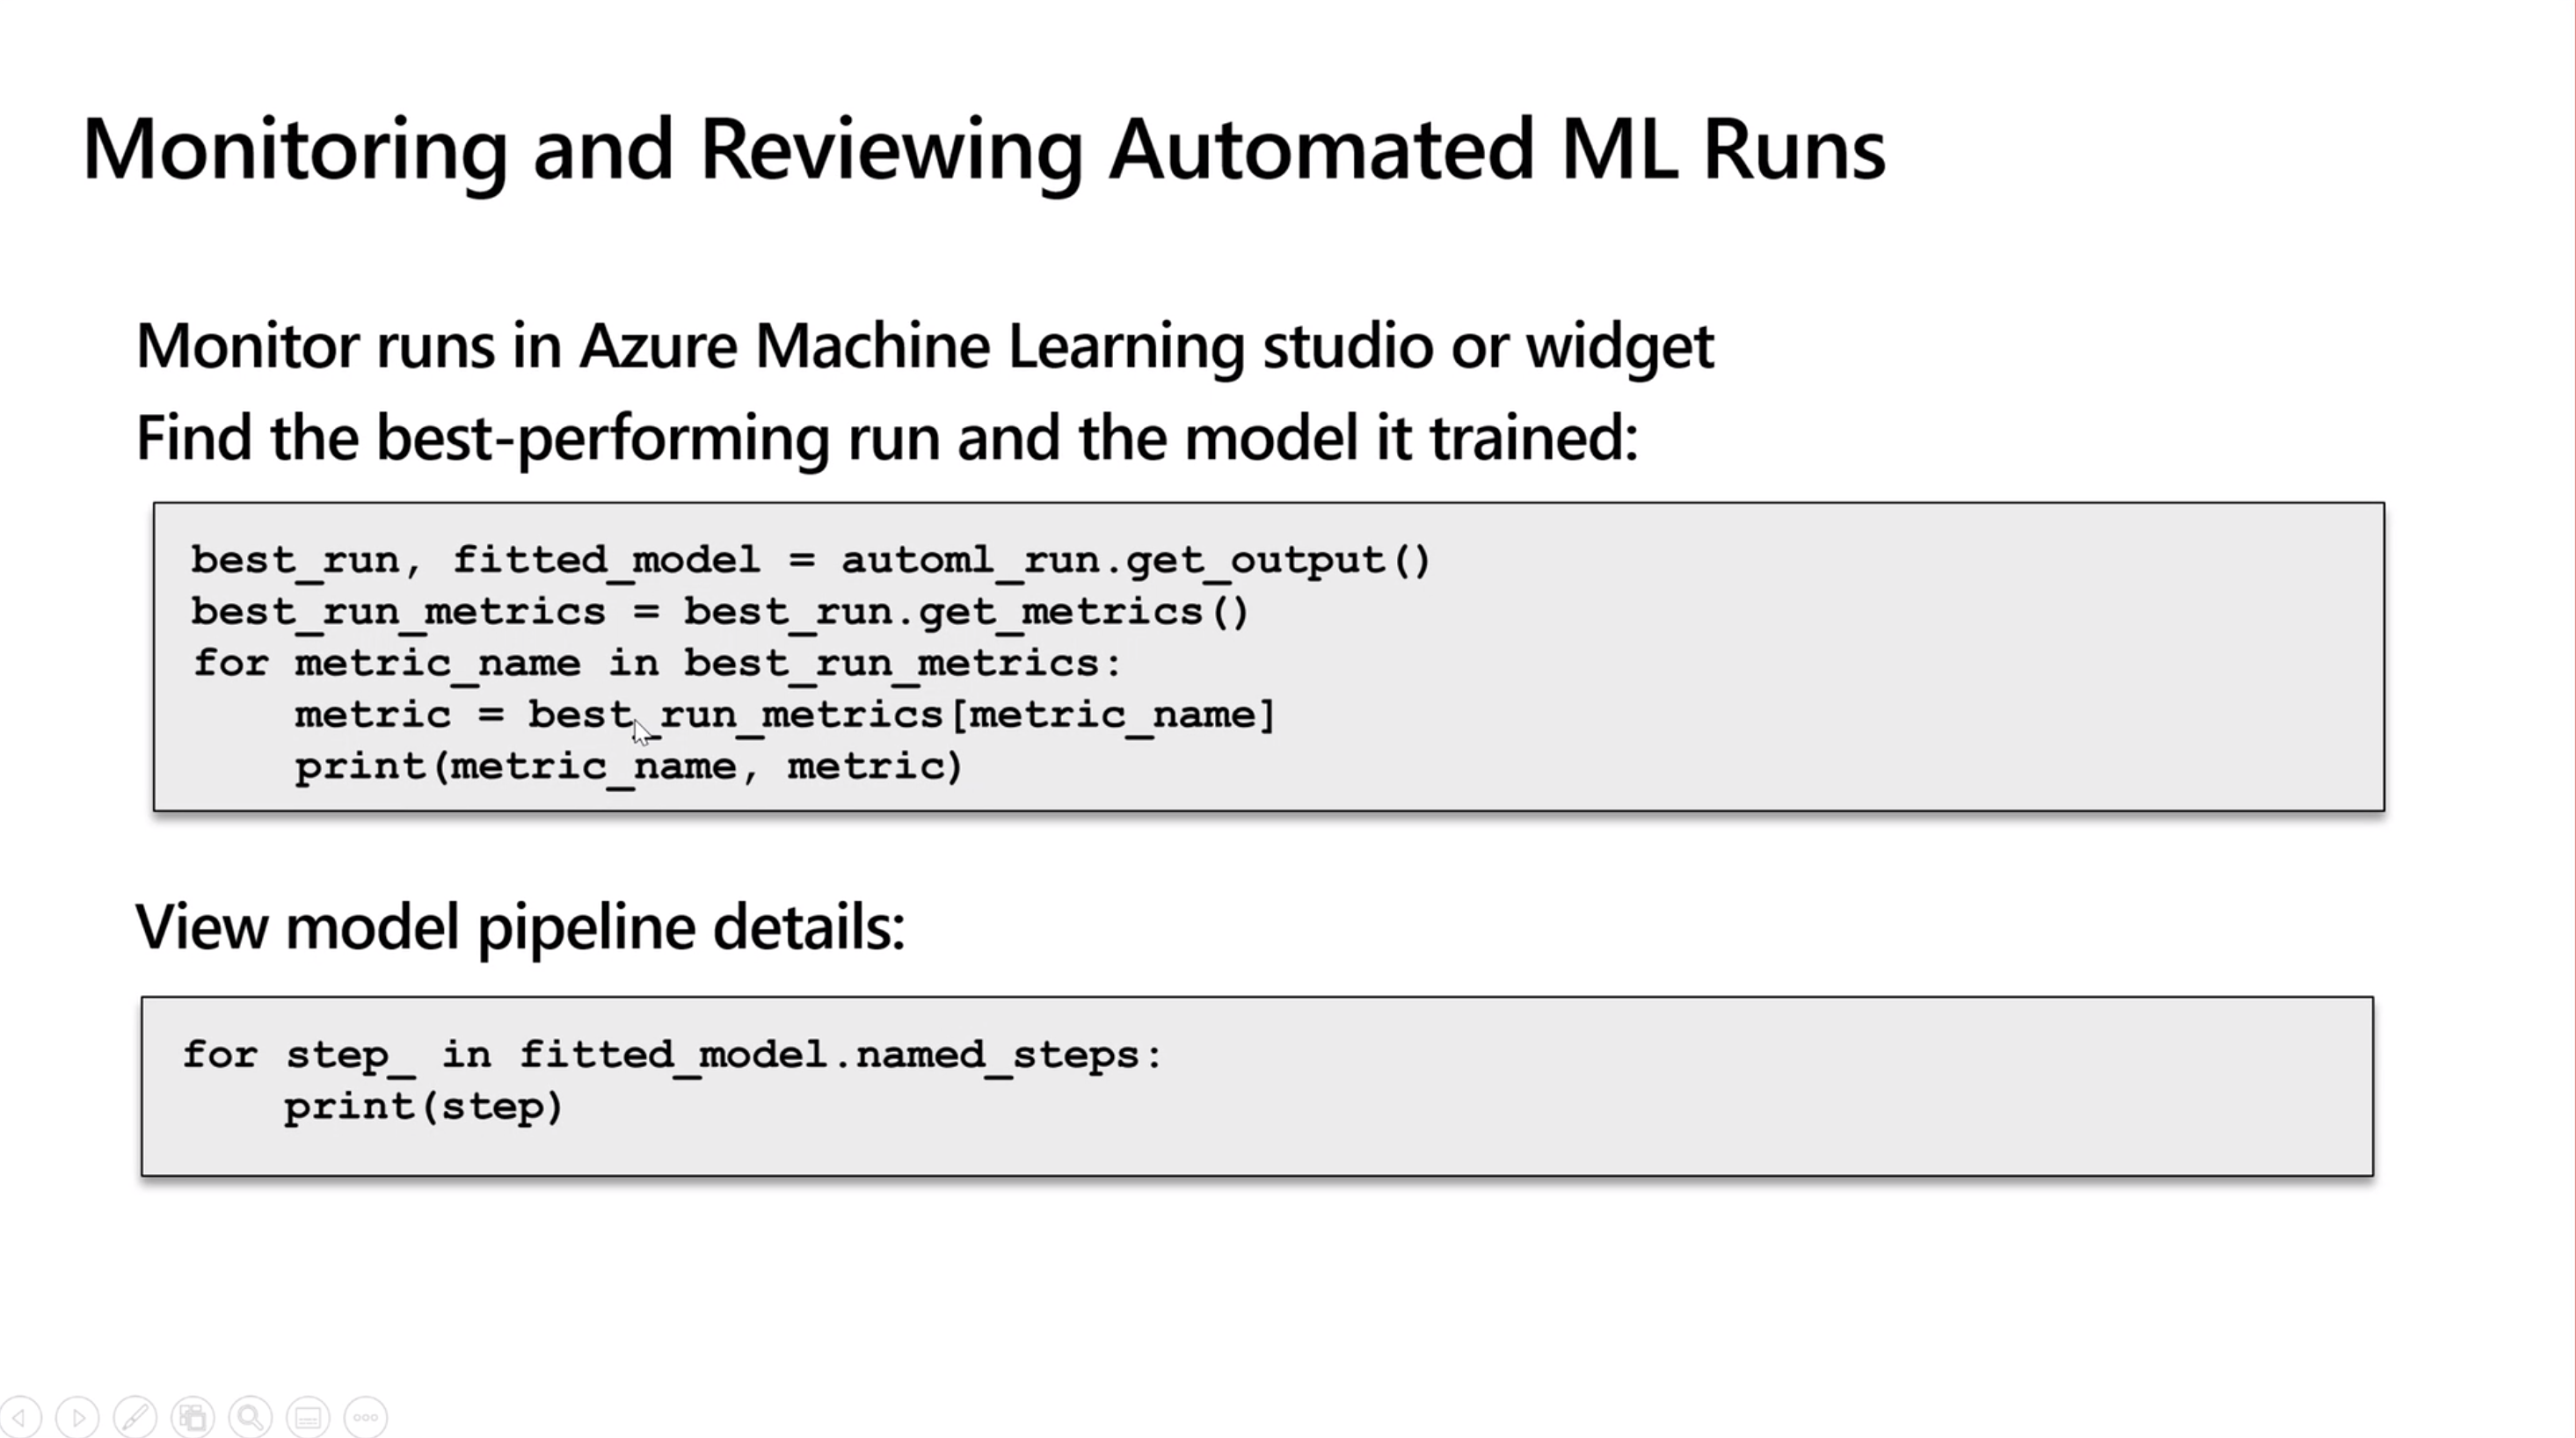 Monitoring and Reviewing Automated ML Runs
Monitor runs in Azure Machine Learning studio or widget
Find the best-performing run and the model it trained:
best_run, fitted_model = automl_run.get_output()
best_run_metrics = best_run.get_metrics()
for metric_name in best_run_metrics:
    metric = best_run_metrics[metric_name]
    print(metric_name, metric)
View model pipeline details:
for step_ in fitted_model.named_steps:
    print(step)